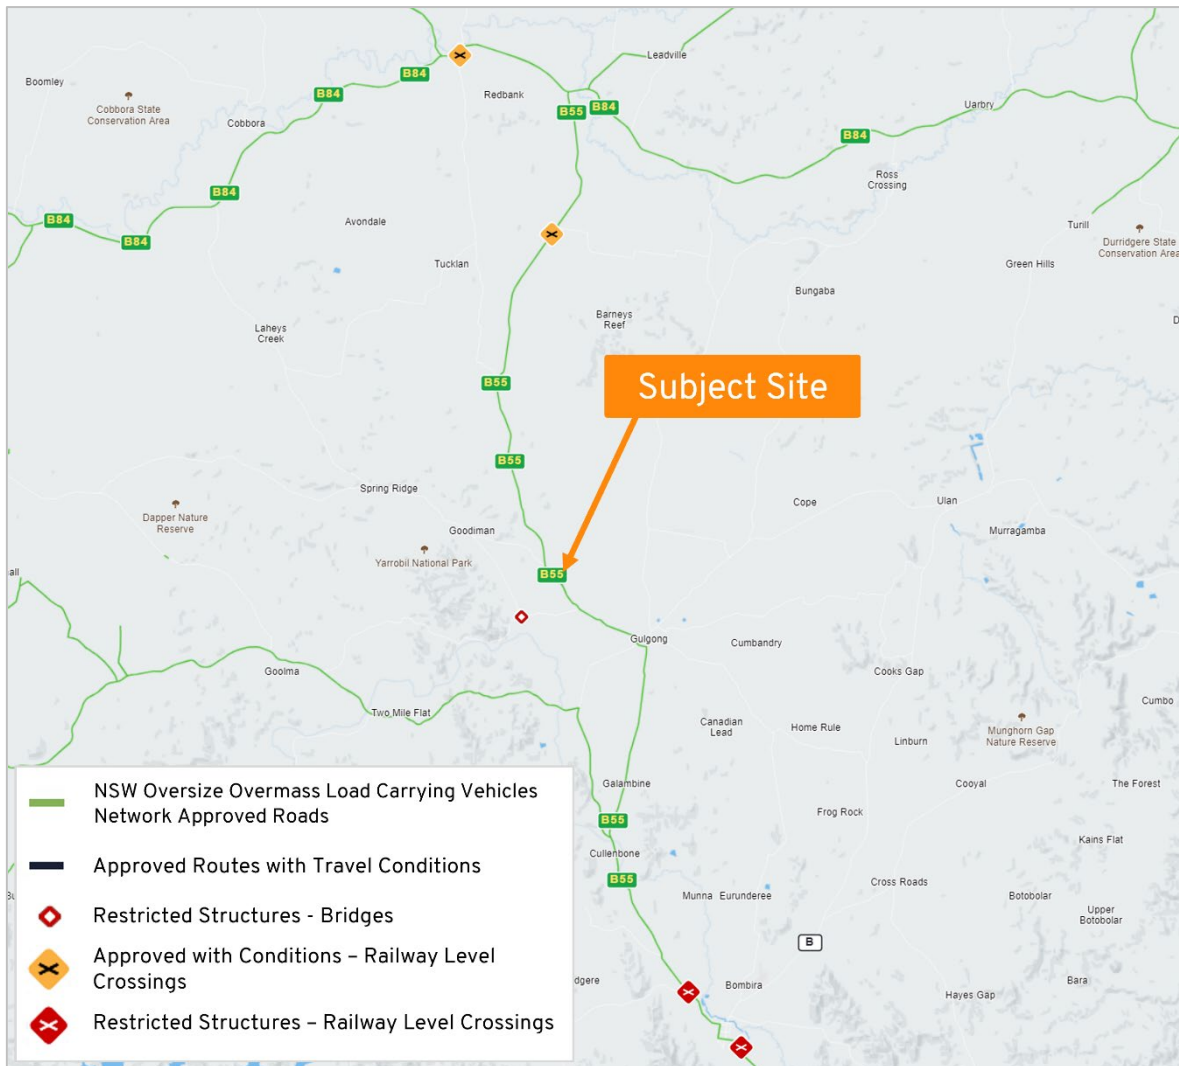 Leadville
Boomley
B84
Redbank
B84
Cobbora State
Conservation Area
Uarbry
B55
B84
Cobbora
B84
Ross
Crossing
B84
B84
Avondale
Turill
B84
Durridgere State
Conservation Area
Tucklan
Green Hills
Bungaba
Barneys
Reef
D
Laheys
Creek
B55
Subject Site
B55
Spring Ridge
Cope
Ulan
Dapper Nature
Reserve
Goodiman
Murragamba
Yarrobil National Park
all
B55
Gulgong
Cumbandry
Goolma
Cooks Gap
Cumbo
Two Mile Flat
Canadian
Lead
Home Rule
Munghorn Gap
Nature Reserve
Linburn
Galambine
Cooyal
The Forest
Frog Rock
B55
Kains Flat
Cullenbone
B55
Cross Roads
Munna
Eurunderee
Botobolar
Upper
Botobolar
B
dgere
Bombira
Bara
Hayes Gap
NSW Oversize Overmass Load Carrying Vehicles
Network Approved Roads
Approved Routes with Travel Conditions
Restricted Structures - Bridges
Approved with Conditions – Railway Level
Crossings
Restricted Structures – Railway Level Crossings